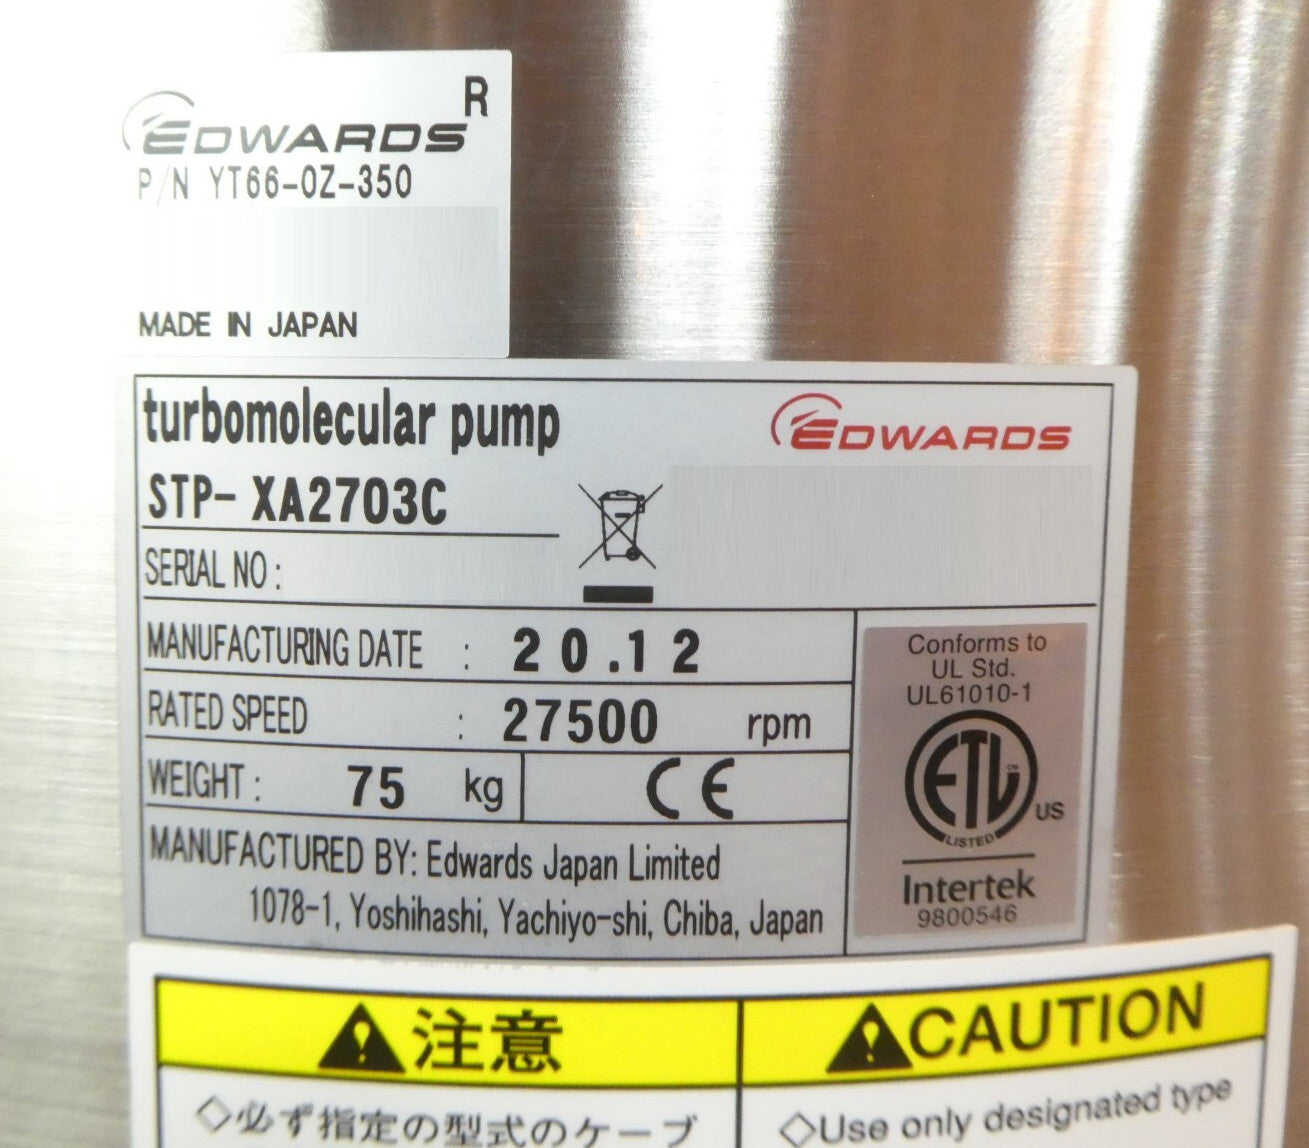 R
EDWARDS
P/N YT66-0Z-350
MADE IN JAPAN
turbomolecular pump
EDWARDS
STP-XA2703C
SERIAL NO :
MANUFACTURING DATE : 20.12
RATED SPEED : 27500 rpm
WEIGHT : 75 kg CE
MANUFACTURED BY: Edwards Japan Limited
1078-1, Yoshihashi, Yachiyo-shi, Chiba, Japan
Conforms to
UL Std.
UL61010-1
ETL CM
US
LISTED
Intertek
9800546
注意
◇必ず指定の型式のケーブ
CAUTION
◇Use only designated type